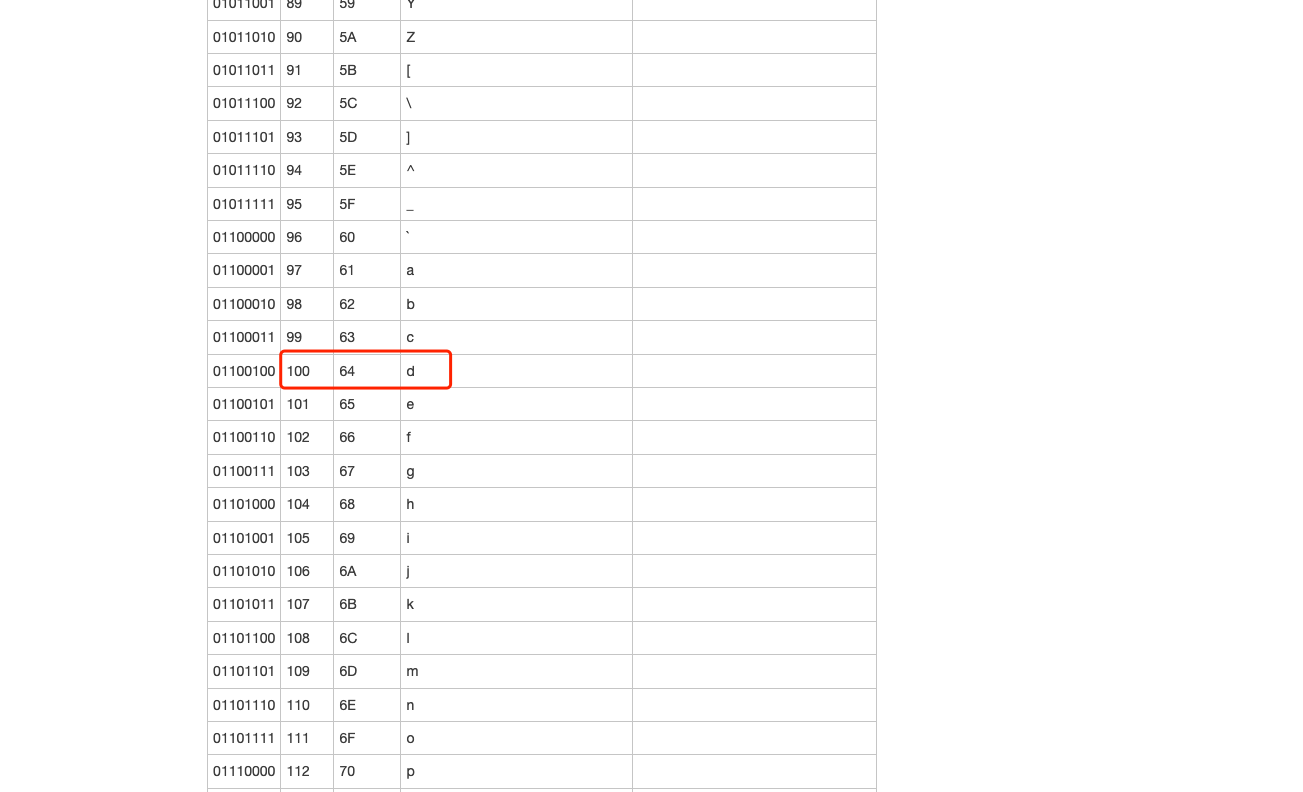 01011001 89 59 Y
01011010 90 5A Z
01011011 91 5B [
01011100 92 5C \
01011101 93 5D ]
01011110 94 5E ^
01011111 95 5F _
01100000 96 60 `
01100001 97 61 a
01100010 98 62 b
01100011 99 63 c
01100100 100 64 d
01100101 101 65 e
01100110 102 66 f
01100111 103 67 g
01101000 104 68 h
01101001 105 69 i
01101010 106 6A j
01101011 107 6B k
01101100 108 6C l
01101101 109 6D m
01101110 110 6E n
01101111 111 6F o
01110000 112 70 p